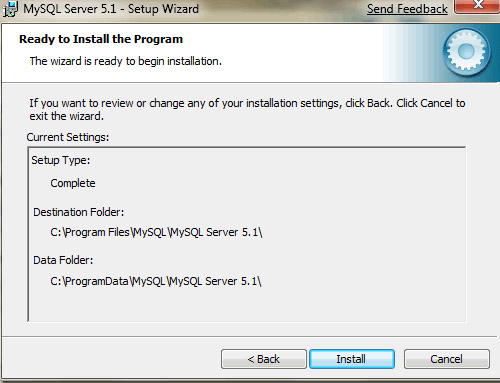 MySQL Server 5.1 - Setup Wizard
Send Feedback
Ready to Install the Program
The wizard is ready to begin installation.
If you want to review or change any of your installation settings, click Back. Click Cancel to
exit the wizard.
Current Settings:
Setup Type:
Complete
Destination Folder:
C:\Program Files\MySQL\MySQL Server 5.1\
Data Folder:
C:\ProgramData\MySQL\MySQL Server 5.1\
< Back
Install
Cancel